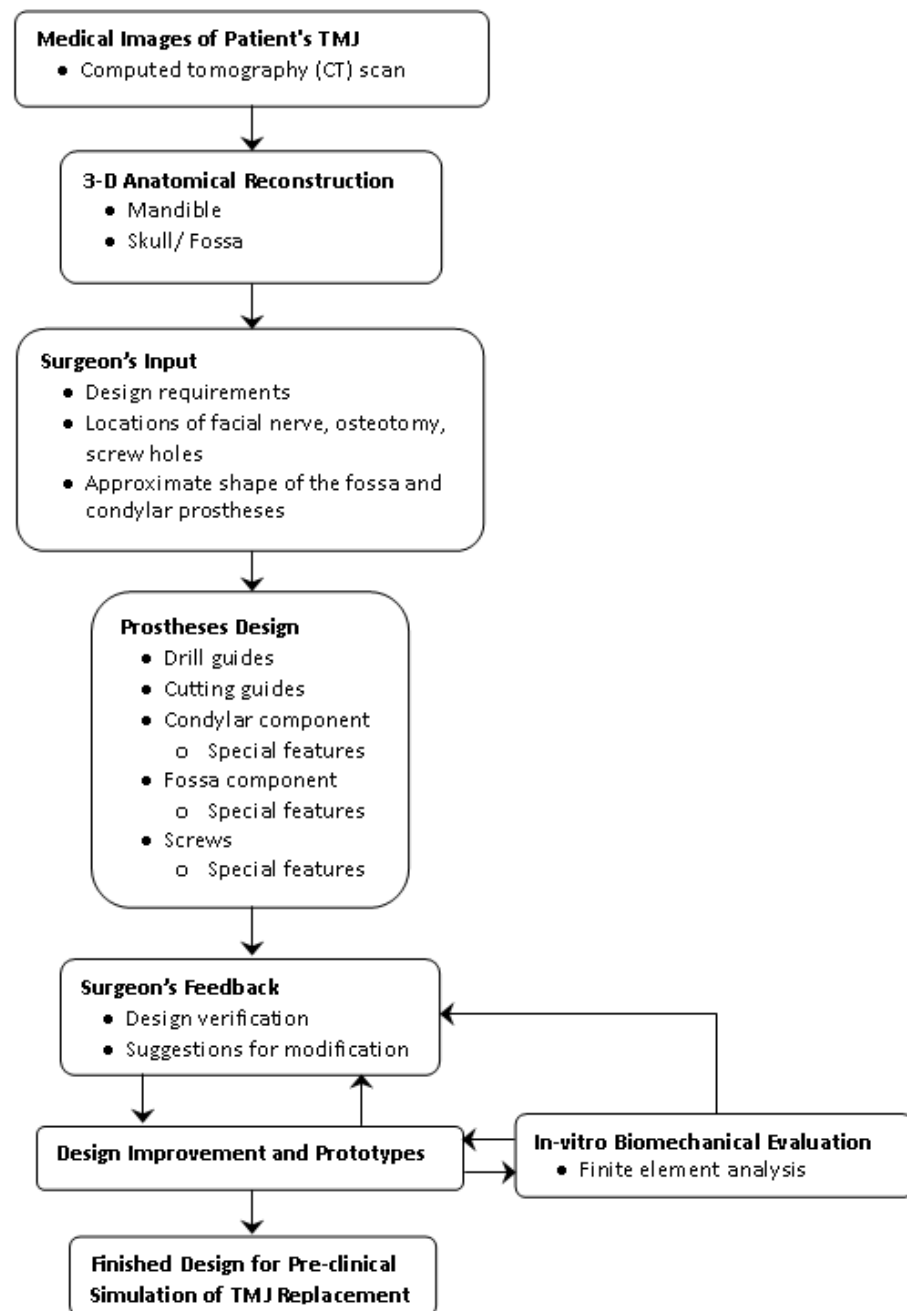 Medical Images of Patient's TMJ
● Computed tomography (CT) scan
3-D Anatomical Reconstruction
● Mandible
● Skull/ Fossa
Surgeon’s Input
● Design requirements
● Locations of facial nerve, osteotomy,
screw holes
● Approximate shape of the fossa and
condylar prostheses
Prostheses Design
● Drill guides
● Cutting guides
● Condylar component
o Special features
● Fossa component
o Special features
● Screws
o Special features
Surgeon’s Feedback
● Design verification
● Suggestions for modification
Design Improvement and Prototypes
In-vitro Biomechanical Evaluation
● Finite element analysis
Finished Design for Pre-clinical
Simulation of TMJ Replacement